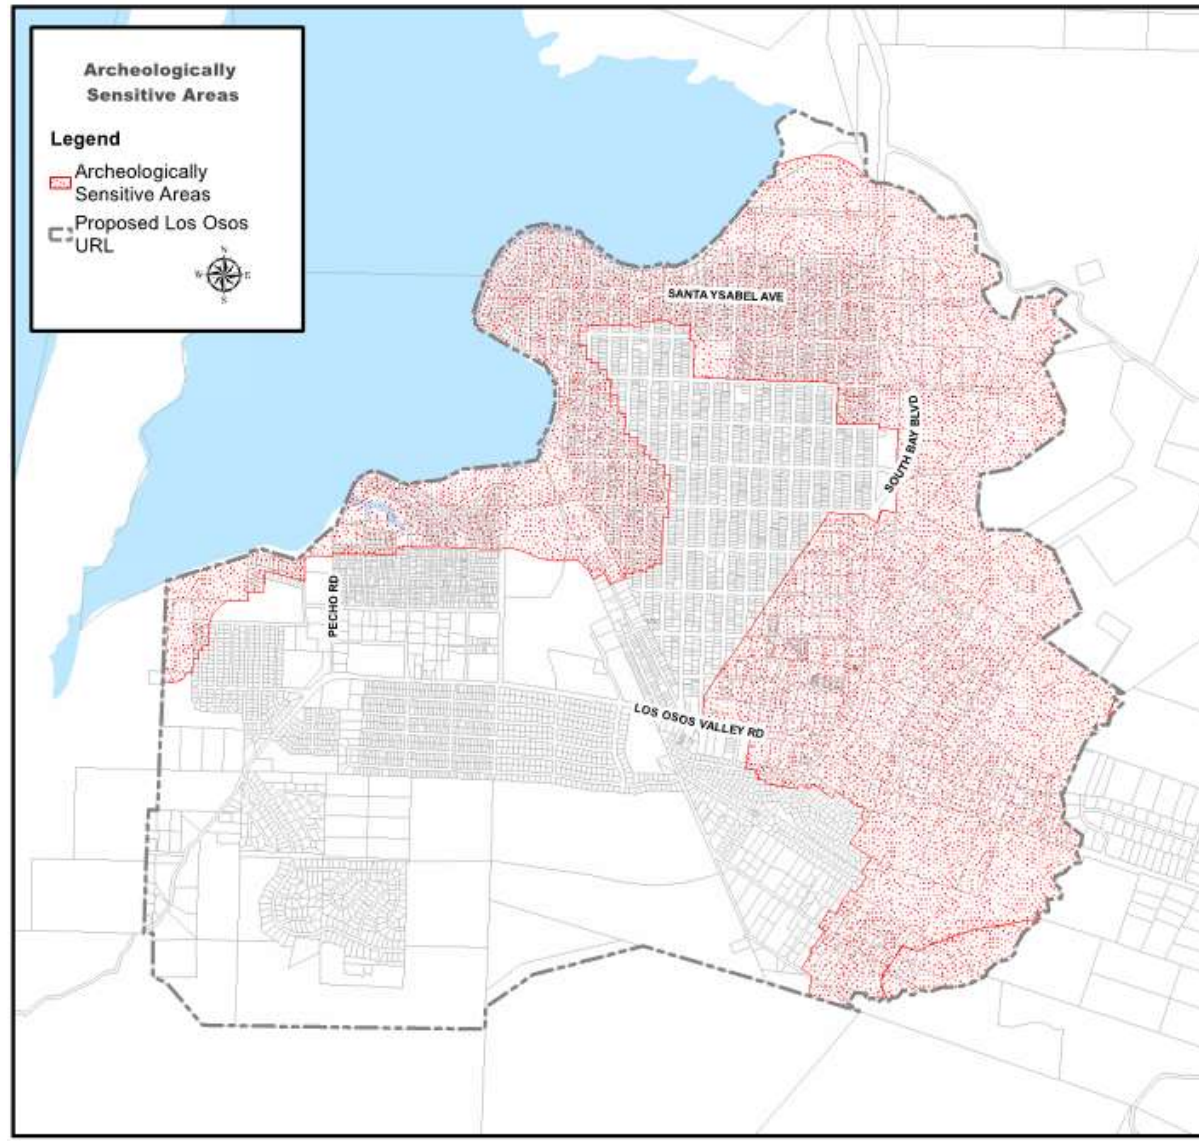 Archeologically
Sensitive Areas
Legend
Archeologically
Sensitive Areas
Proposed Los Osos
URL
N
W E
S
SANTA YSABEL AVE
SOUTH BAY BLVD
PECHO RD
LOS OSOS VALLEY RD